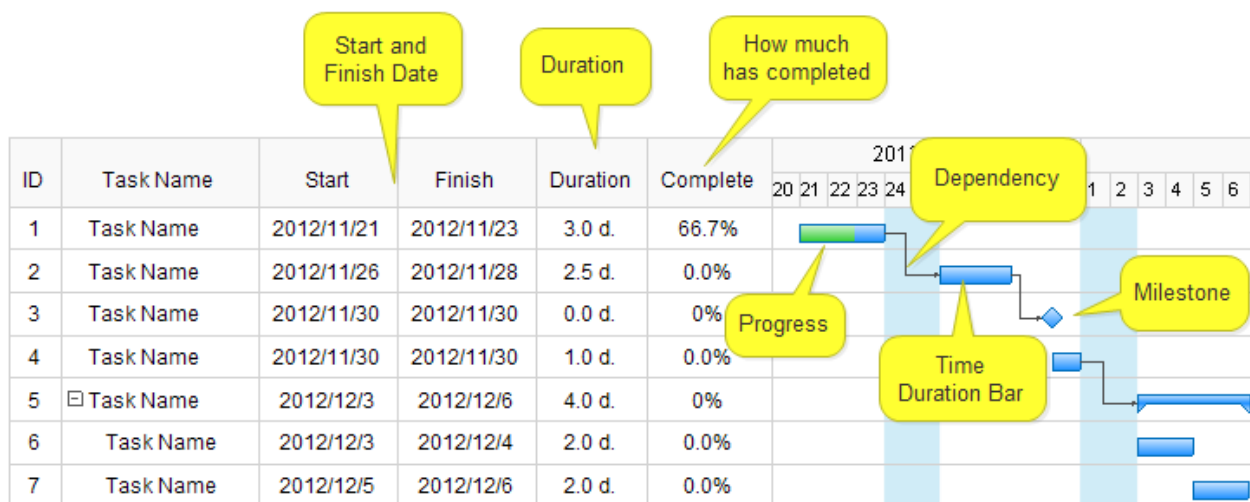 Start and
Finish Date
Duration
How much
has completed
ID Task Name Start Finish Duration Complete 201
20 21 22 23 24 1 2 3 4 5 6
Dependency
1 Task Name 2012/11/21 2012/11/23 3.0 d. 66.7%
2 Task Name 2012/11/26 2012/11/28 2.5 d. 0.0%
3 Task Name 2012/11/30 2012/11/30 0.0 d. 0%
Progress
Milestone
4 Task Name 2012/11/30 2012/11/30 1.0 d. 0.0%
Time
Duration Bar
5 Task Name 2012/12/3 2012/12/6 4.0 d. 0%
6 Task Name 2012/12/3 2012/12/4 2.0 d. 0.0%
7 Task Name 2012/12/5 2012/12/6 2.0 d. 0.0%